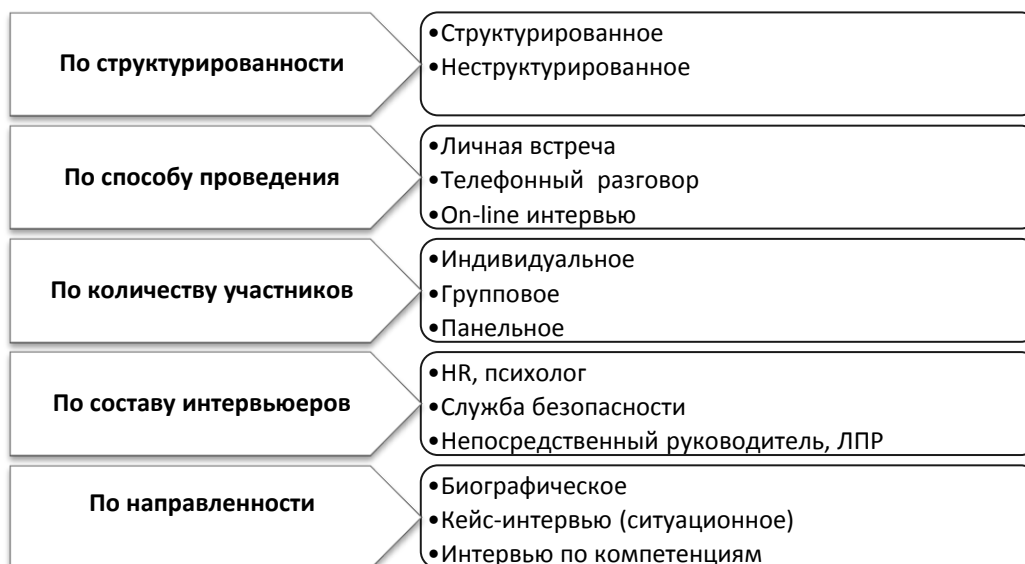 По структурированности
•Структурированное
•Неструктурированное
По способу проведения
•Личная встреча
•Телефонный разговор
•On-line интервью
По количеству участников
•Индивидуальное
•Групповое
•Панельное
По составу интервьюеров
•HR, психолог
•Служба безопасности
•Непосредственный руководитель, ЛПР
По направленности
•Биографическое
•Кейс-интервью (ситуационное)
•Интервью по компетенциям